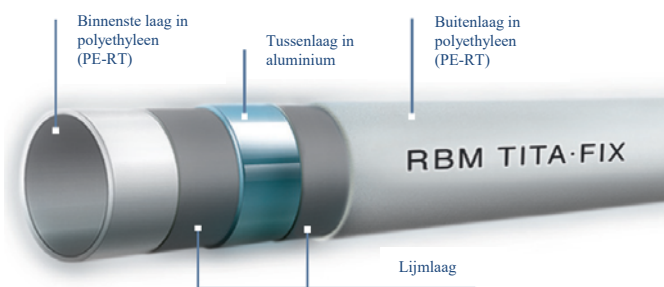 Binnenste laag in
polyethyleen
(PE-RT)
Tussenlaag in
aluminium
Buitenlaag in
polyethyleen
(PE-RT)
RBM TITA-FIX
Lijmlaag